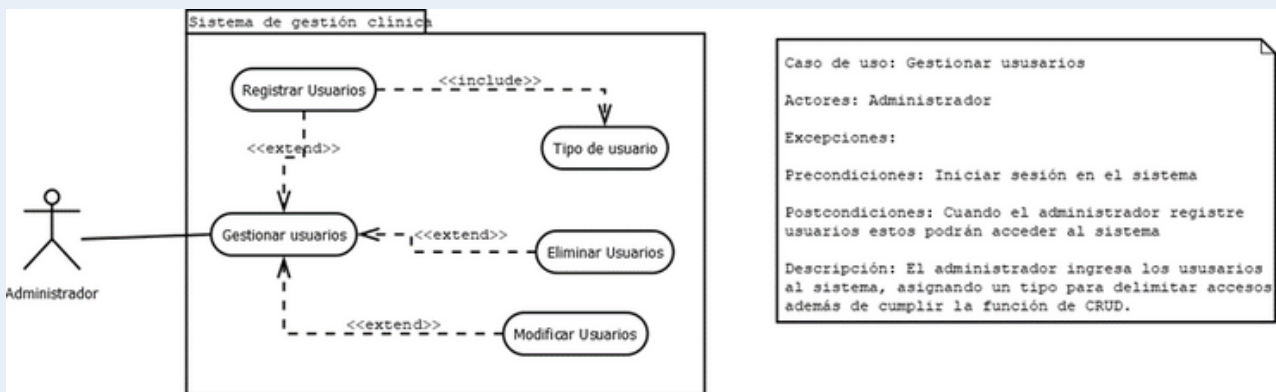 Sistema de gestión clínica
Registrar Usuarios
<<include>>
Tipo de usuario
<<extend>>
Gestionar usuarios
<<extend>>
Eliminar Usuarios
<<extend>>
Modificar Usuarios
Administrador
Caso de uso: Gestionar ususarios
Actores: Administrador
Excepciones:
Precondiciones: Iniciar sesión en el sistema
Postcondiciones: Cuando el administrador registre
usuarios estos podrán acceder al sistema
Descripción: El administrador ingresa los ususarios
al sistema, asignando un tipo para delimitar accesos
además de cumplir la función de CRUD.